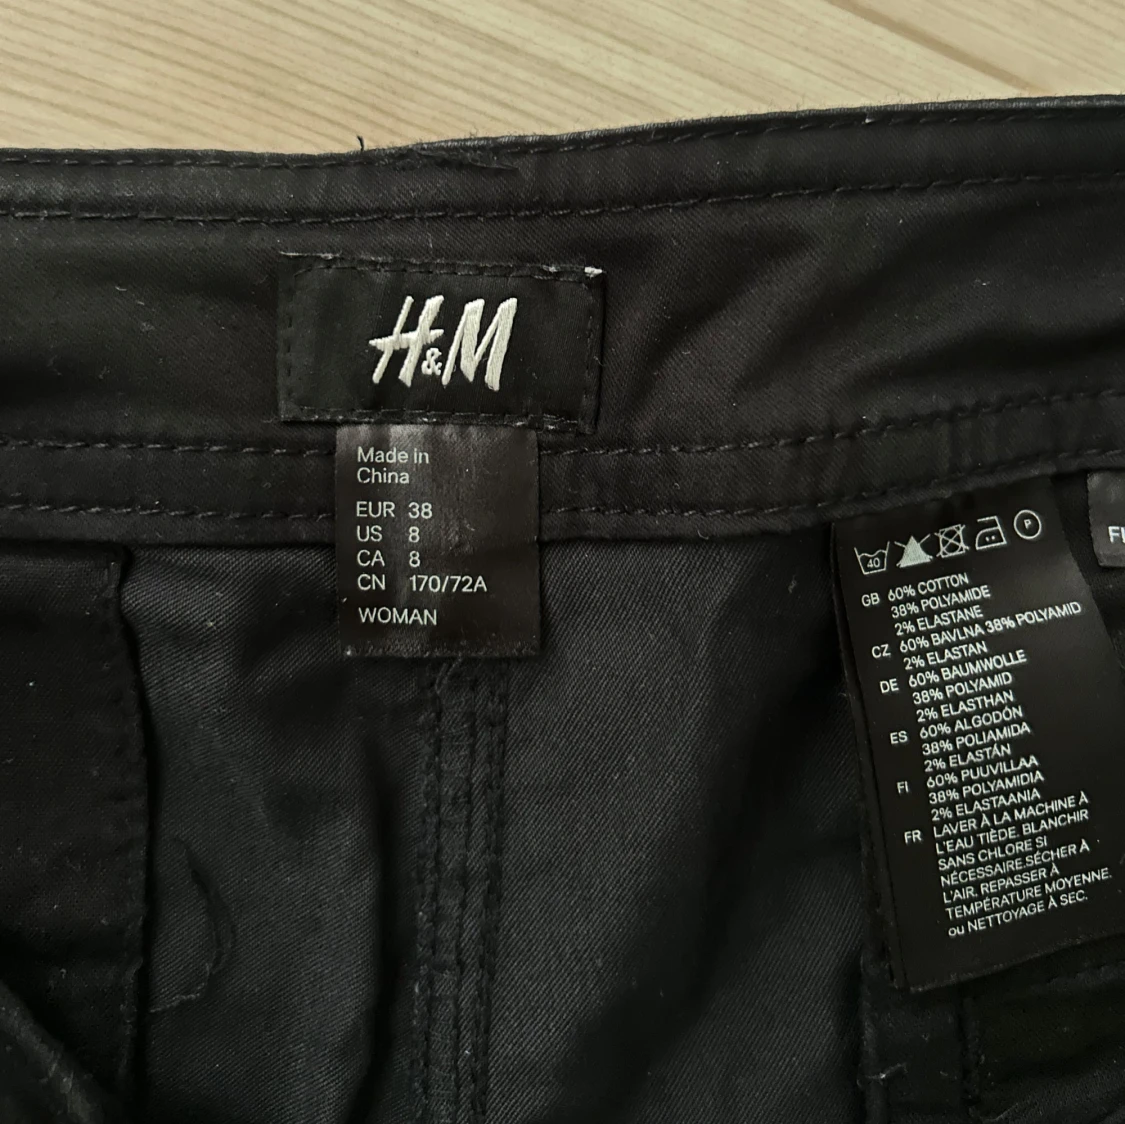 H&M
Made in
China
EUR 38
US 8
CA 8
CN 170/72A
WOMAN
40 P
GB 60% COTTON
38% POLYAMIDE
2% ELASTANE
CZ 60% BAVLNA 38% POLYAMID
2% ELASTAN
DE 60% BAUMWOLLE
38% POLYAMID
2% ELASTHAN
ES 60% ALGODÓN
38% POLIAMIDA
2% ELASTÁN
FI 60% PUUVILLAA
38% POLYAMIDIA
2% ELASTAANIA
FR LAVER À LA MACHINE À
L'EAU TIÈDE. BLANCHIR
SANS CHLORE SI
NÉCESSAIRE.SÉCHER À
L'AIR. REPASSER À
TEMPÉRATURE MOYENNE.
ou NETTOYAGE À SEC.